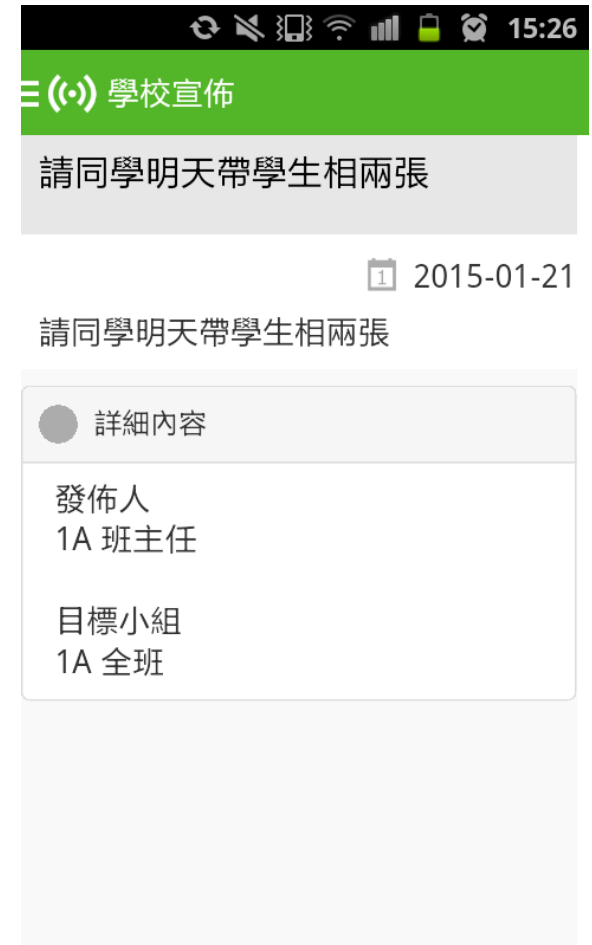 15:26
學校宣佈
請同學明天帶學生相兩張
1 2015-01-21
請同學明天帶學生相兩張
詳細內容
發佈人
1A 班主任
目標小組
1A 全班